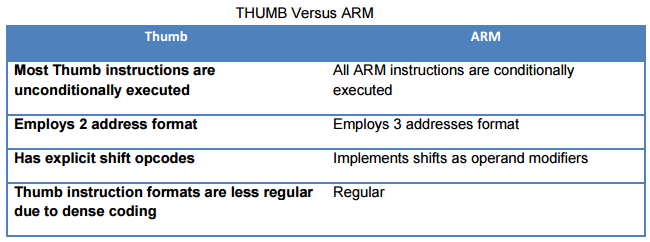 THUMB Versus ARM
Thumb ARM
Most Thumb instructions are unconditionally executed All ARM instructions are conditionally executed
Employs 2 address format Employs 3 addresses format
Has explicit shift opcodes Implements shifts as operand modifiers
Thumb instruction formats are less regular due to dense coding Regular